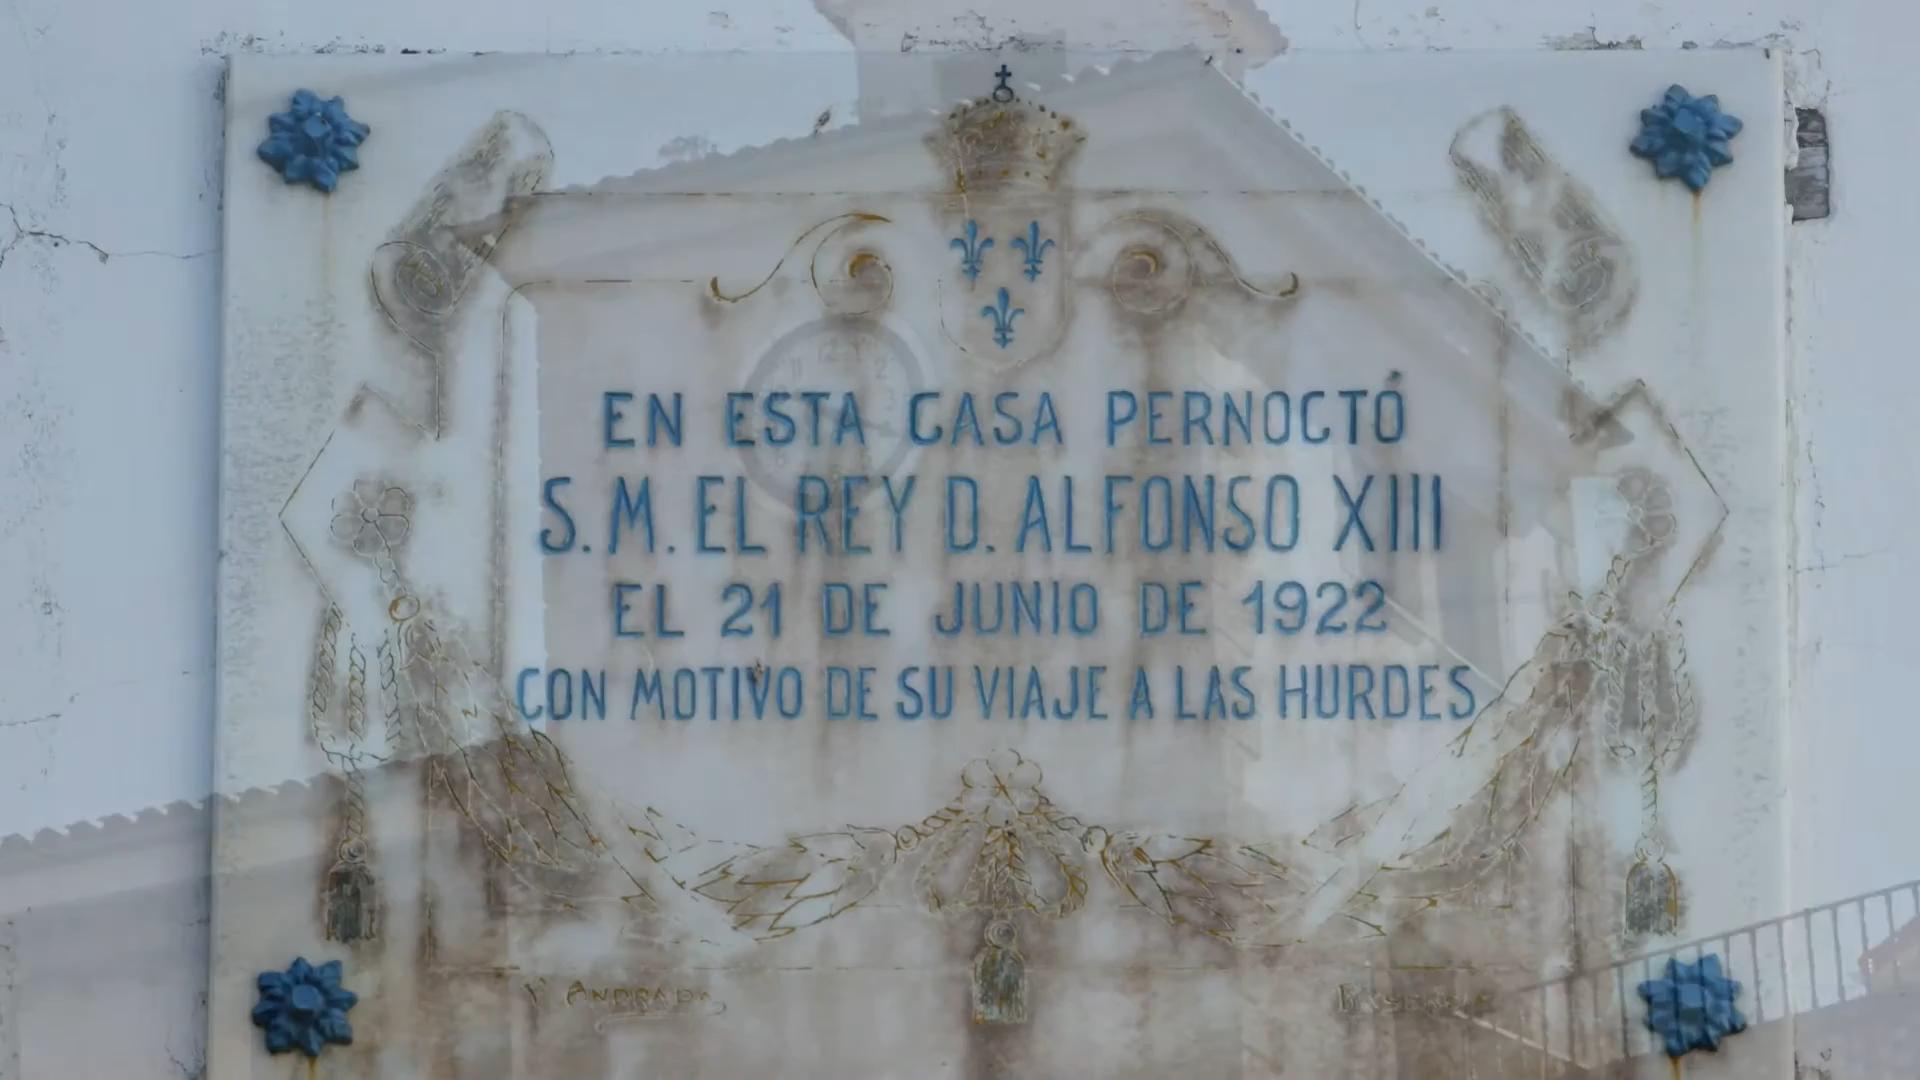 EN ESTA CASA PERNOCTÓ
S. M. EL REY D. ALFONSO XIII
EL 21 DE JUNIO DE 1922
CON MOTIVO DE SU VIAJE A LAS HURDES
ANDRADA